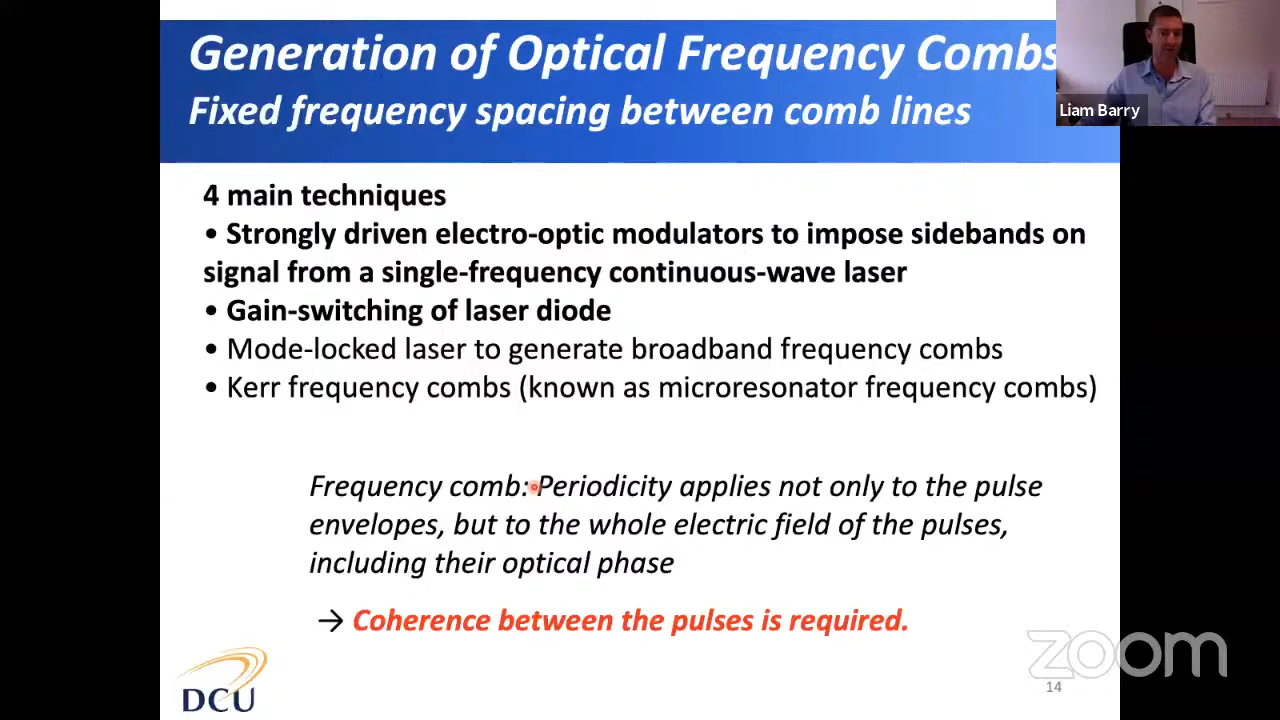 Generation of Optical Frequency Combs
Fixed frequency spacing between comb lines
Liam Barry
4 main techniques
• Strongly driven electro-optic modulators to impose sidebands on
signal from a single-frequency continuous-wave laser
• Gain-switching of laser diode
• Mode-locked laser to generate broadband frequency combs
• Kerr frequency combs (known as microresonator frequency combs)
Frequency comb: Periodicity applies not only to the pulse
envelopes, but to the whole electric field of the pulses,
including their optical phase
→ Coherence between the pulses is required.
zoom
DCU
14